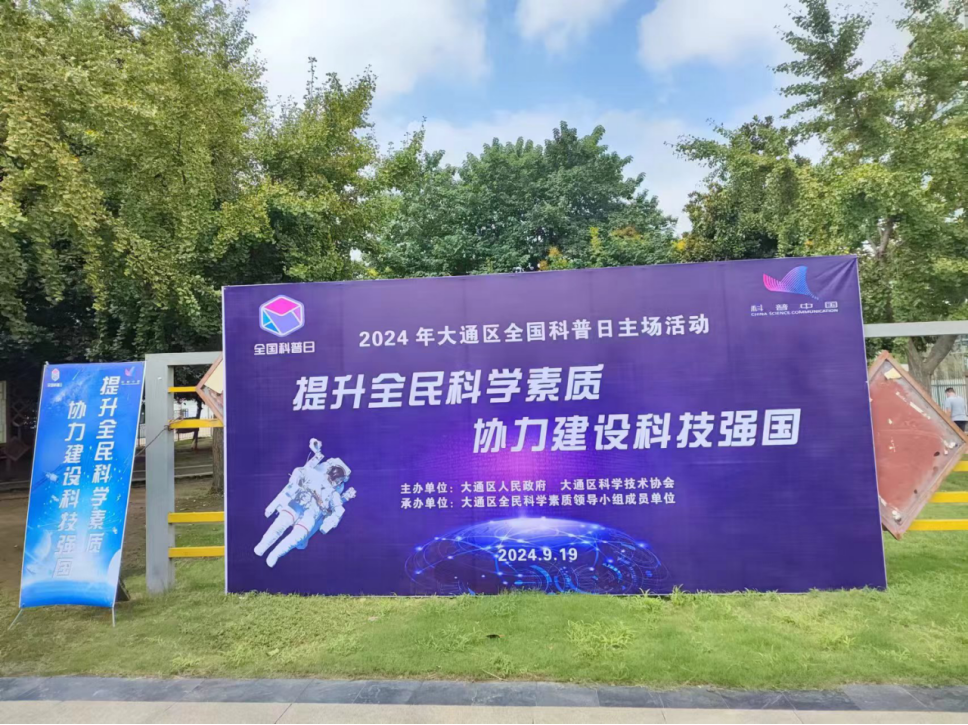 全国科普日
科普中国
CHINA SCIENCE COMMUNICATION
2024年大通区全国科普日主场活动
提升全民科学素质
协力建设科技强国
主办单位：大通区人民政府 大通区科学技术协会
承办单位：大通区全民科学素质领导小组成员单位
2024.9.19
提升全民科学素质
协力建设科技强国